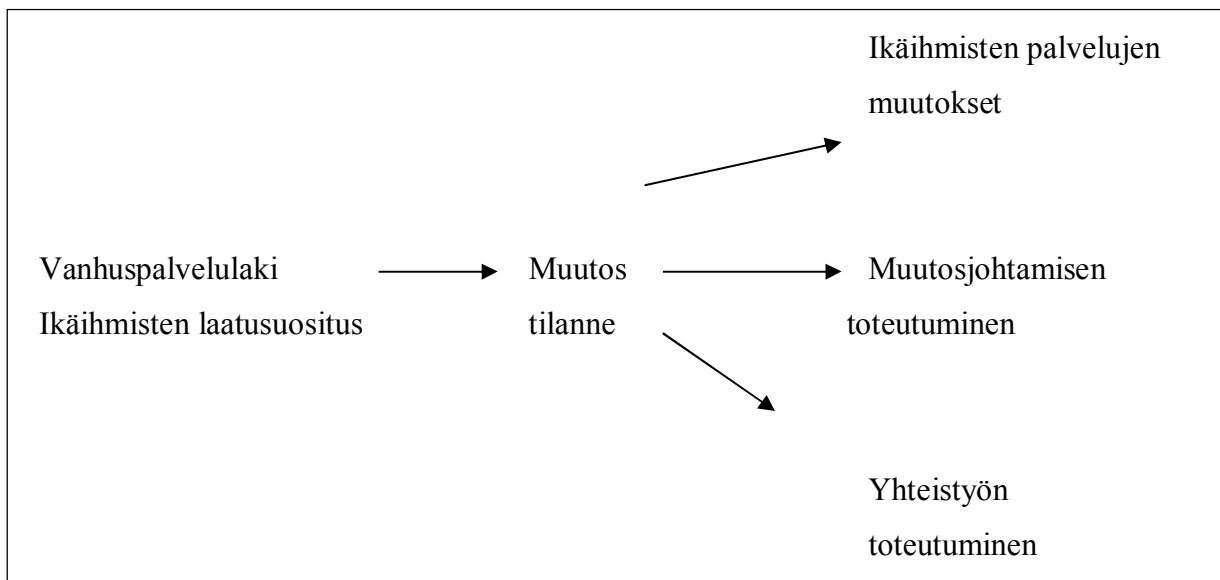 Ikäihmisten palvelujen
muutokset
Vanhuspalvelulaki
Ikäihmisten laatusuositus
Muutos
tilanne
Muutosjohtamisen
toteutuminen
Yhteistyön
toteutuminen